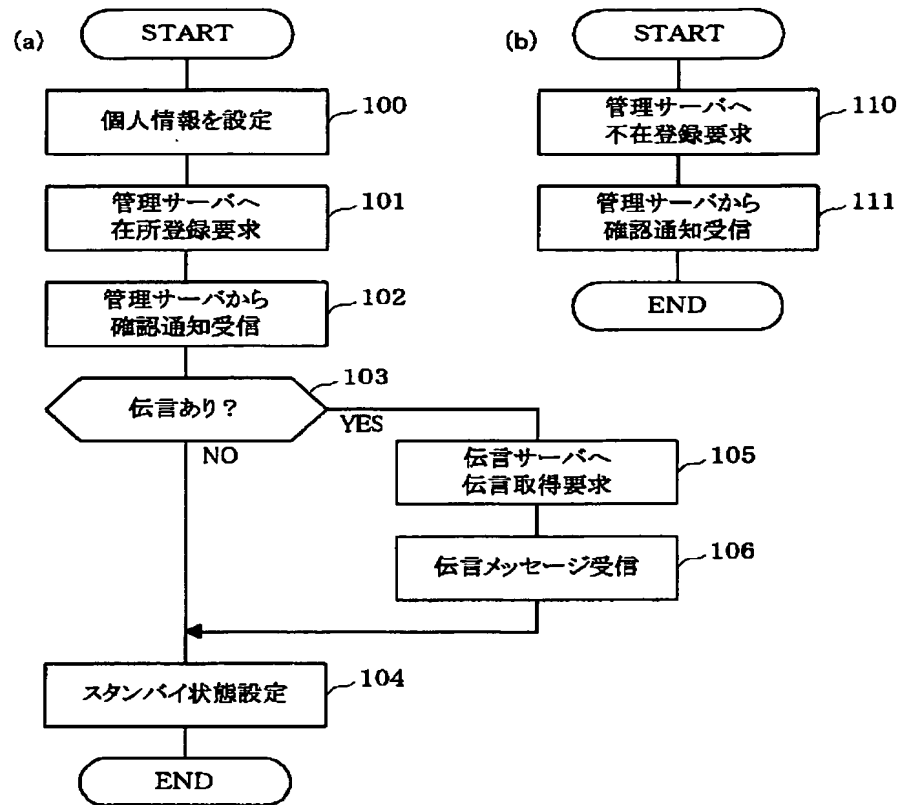 (a)
START
個人情報を設定
100
管理サーバへ
在所登録要求
101
管理サーバから
確認通知受信
102
伝言あり?
103
YES
NO
伝言サーバへ
伝言取得要求
105
伝言メッセージ受信
106
スタンバイ状態設定
104
END
(b)
START
管理サーバへ
不在登録要求
110
管理サーバから
確認通知受信
111
END